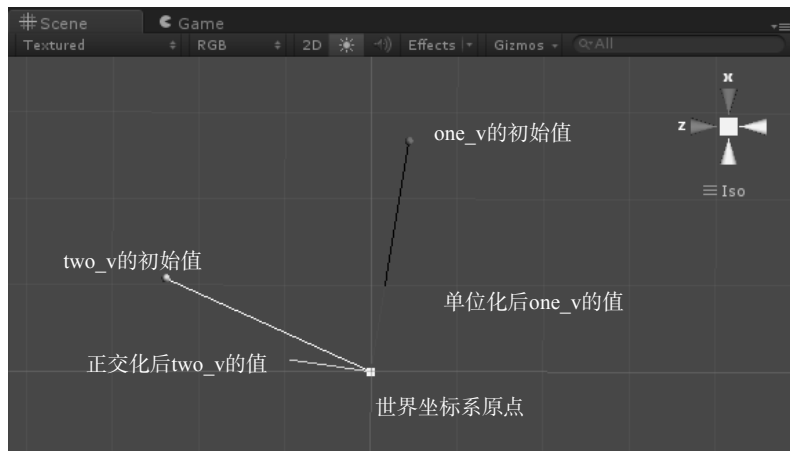 Scene
Game
Textured
RGB
2D
Effects
Gizmos
All
x
z
Iso
one_v的初始值
two_v的初始值
单位化后one_v的值
正交化后two_v的值
世界坐标系原点